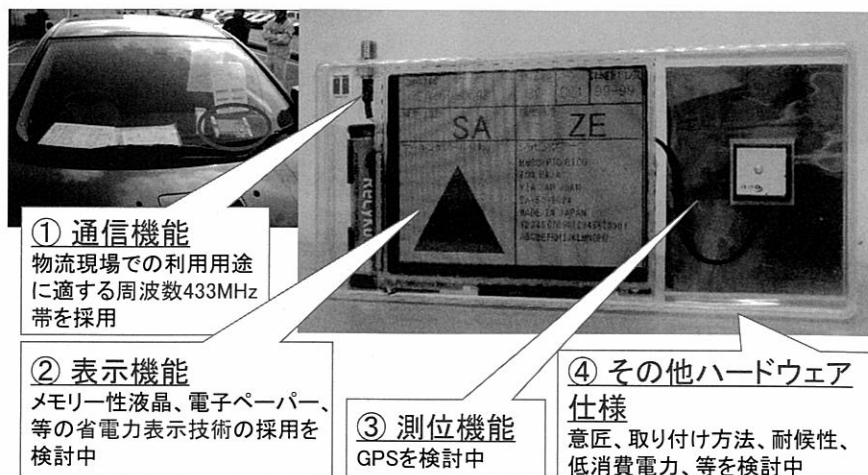 ① 通信機能
物流現場での利用用途
に適する周波数433MHz
帯を採用
SA
ZE
MADE IN JAPAN
② 表示機能
メモリー性液晶、電子ペーパー、
等の省電力表示技術の採用を
検討中
③ 測位機能
GPSを検討中
④ その他ハードウェア
仕様
意匠、取り付け方法、耐候性、
低消費電力、等を検討中